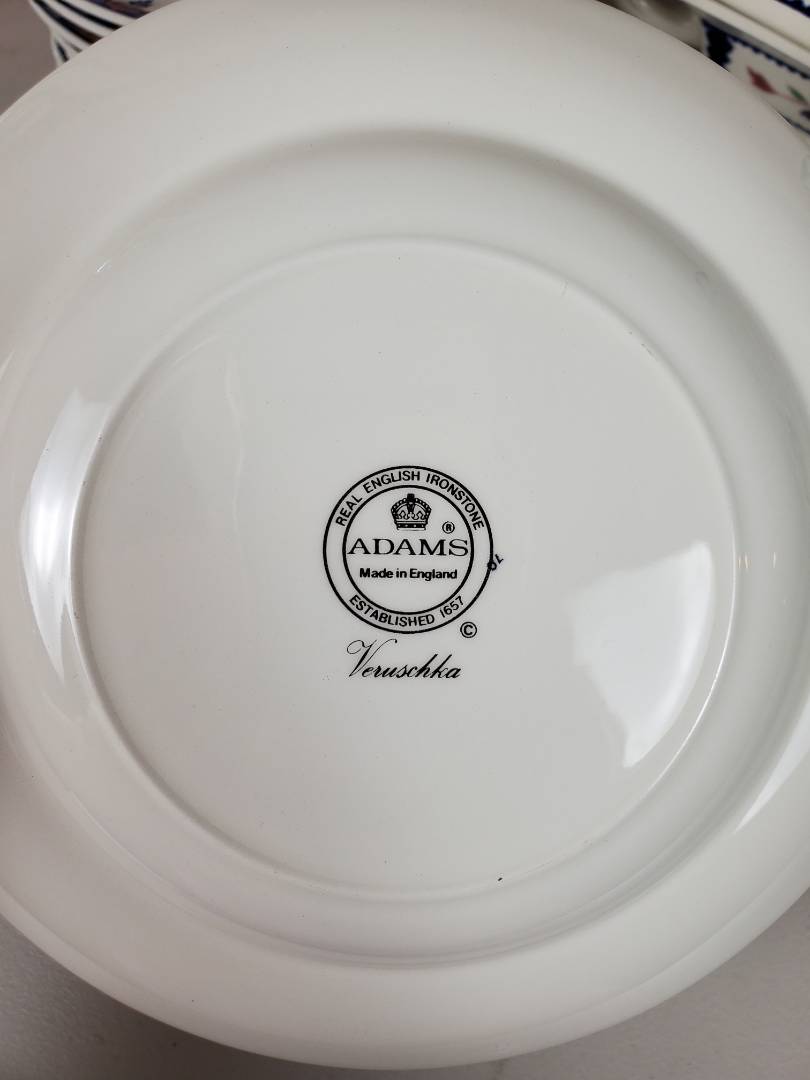 REAL ENGLISH IRONSTONE
®
ADAMS
Made in England
ESTABLISHED 1657
©
Veruschka